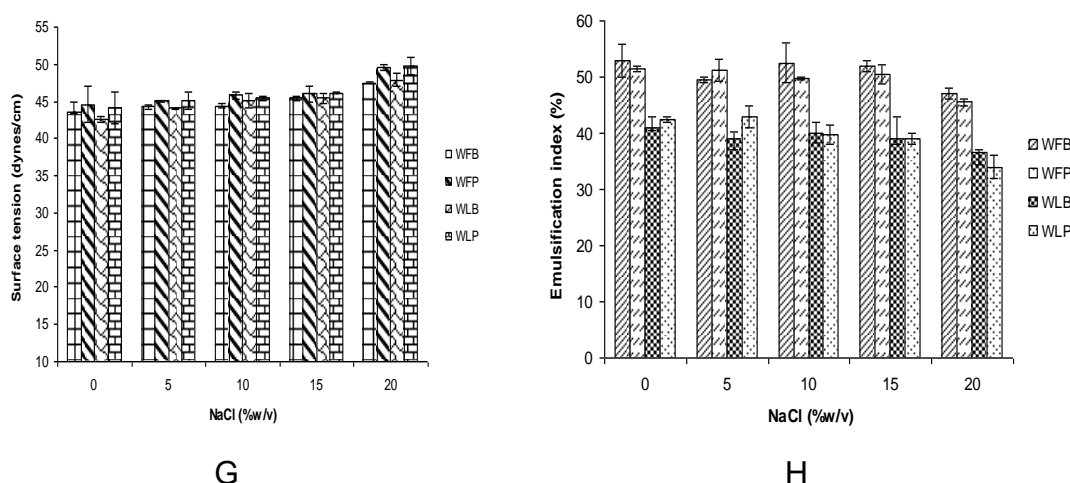 55
50
45
40
35
30
25
20
15
10
Surface tension (dynes/cm)
0 5 10 15 20
NaCl (%w/v)
WFB
WFP
WLB
WLP
G
60
50
40
30
20
10
0
Emulsification index (%)
0 5 10 15 20
NaCl (%w/v)
WFB
WFP
WLB
WLP
H